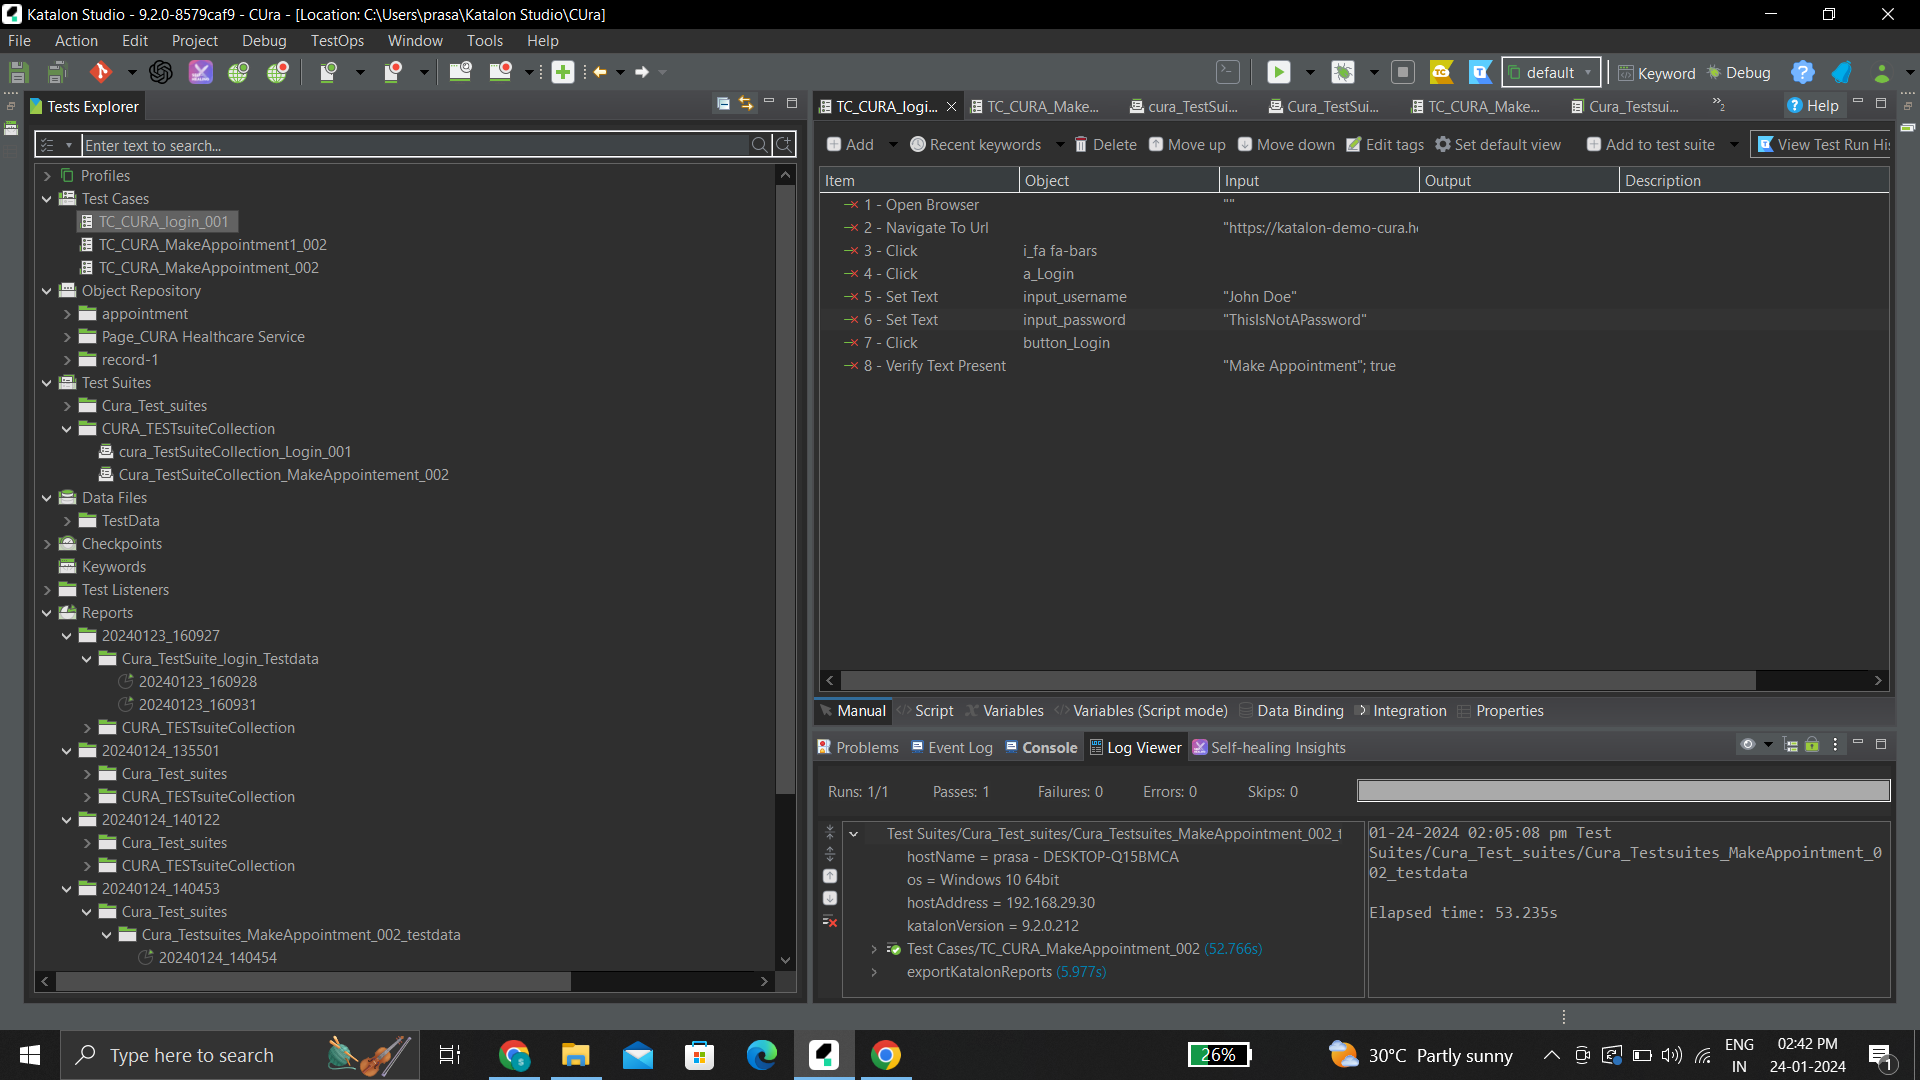 Katalon Studio - 9.2.0-8579caf9 - CUra - [Location: C:\Users\prasa\Katalon Studio\CUra]
File Action Edit Project Debug TestOps Window Tools Help
default Keyword Debug
Tests Explorer
Enter text to search...
Profiles
Test Cases
TC_CURA_login_001
TC_CURA_MakeAppointment1_002
TC_CURA_MakeAppointment_002
Object Repository
appointment
Page_CURA Healthcare Service
record-1
Test Suites
Cura_Test_suites
CURA_TESTsuiteCollection
cura_TestSuiteCollection_Login_001
Cura_TestSuiteCollection_MakeAppointement_002
Data Files
TestData
Checkpoints
Keywords
Test Listeners
Reports
20240123_160927
Cura_TestSuite_login_Testdata
20240123_160928
20240123_160931
CURA_TESTsuiteCollection
20240124_135501
Cura_Test_suites
CURA_TESTsuiteCollection
20240124_140122
Cura_Test_suites
CURA_TESTsuiteCollection
20240124_140453
Cura_Test_suites
Cura_Testsuites_MakeAppointment_002_testdata
20240124_140454
TC_CURA_logi... TC_CURA_Make... cura_TestSui... Cura_TestSui... TC_CURA_Make... Cura_Testsui... »2 Help
Add Recent keywords Delete Move up Move down Edit tags Set default view Add to test suite View Test Run His
Item Object Input Output Description
1 - Open Browser ""
2 - Navigate To Url "https://katalon-demo-cura.he
3 - Click i_fa fa-bars
4 - Click a_Login
5 - Set Text input_username "John Doe"
6 - Set Text input_password "ThisIsNotAPassword"
7 - Click button_Login
8 - Verify Text Present "Make Appointment"; true
Manual Script Variables Variables (Script mode) Data Binding Integration Properties
Problems Event Log Console Log Viewer Self-healing Insights
Runs: 1/1 Passes: 1 Failures: 0 Errors: 0 Skips: 0
Test Suites/Cura_Test_suites/Cura_Testsuites_MakeAppointment_002_t
hostName = prasa - DESKTOP-Q15BMCA
os = Windows 10 64bit
hostAddress = 192.168.29.30
katalonVersion = 9.2.0.212
Test Cases/TC_CURA_MakeAppointment_002 (52.766s)
exportKatalonReports (5.977s)
01-24-2024 02:05:08 pm Test
Suites/Cura_Test_suites/Cura_Testsuites_MakeAppointment_0
02_testdata
Elapsed time: 53.235s
Type here to search
26%
30°C Partly sunny
ENG
IN
02:42 PM
24-01-2024
1